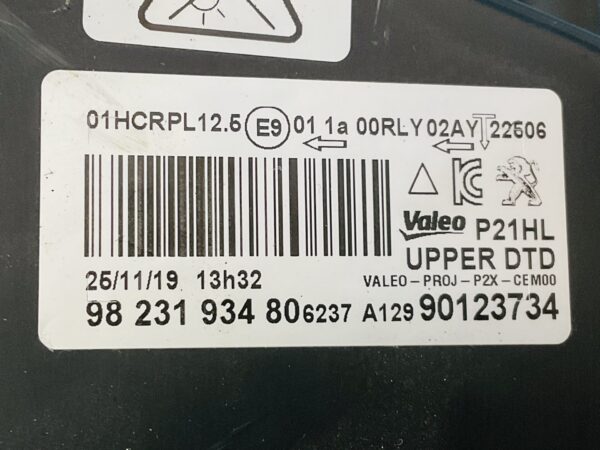 01HCRPL12.5 E9 01 1a 00RLY 02AY 22606
KC
Valeo P21HL
UPPER DTD
25/11/19 13h32
VALEO-PROJ-P2X-CEM00
98 231 934 80 6237 A129 90123734